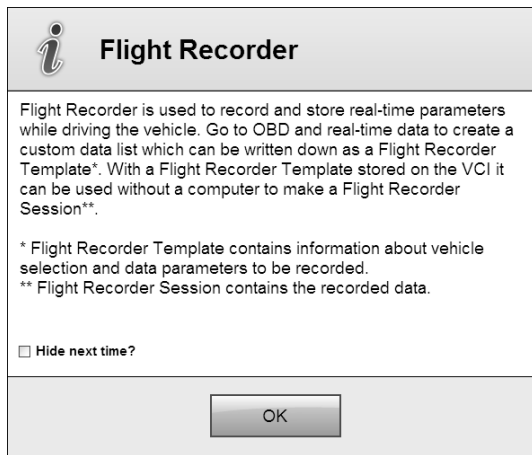 Flight Recorder
Flight Recorder is used to record and store real-time parameters
while driving the vehicle. Go to OBD and real-time data to create a
custom data list which can be written down as a Flight Recorder
Template*. With a Flight Recorder Template stored on the VCI it
can be used without a computer to make a Flight Recorder
Session**.
* Flight Recorder Template contains information about vehicle
selection and data parameters to be recorded.
** Flight Recorder Session contains the recorded data.
Hide next time?
OK